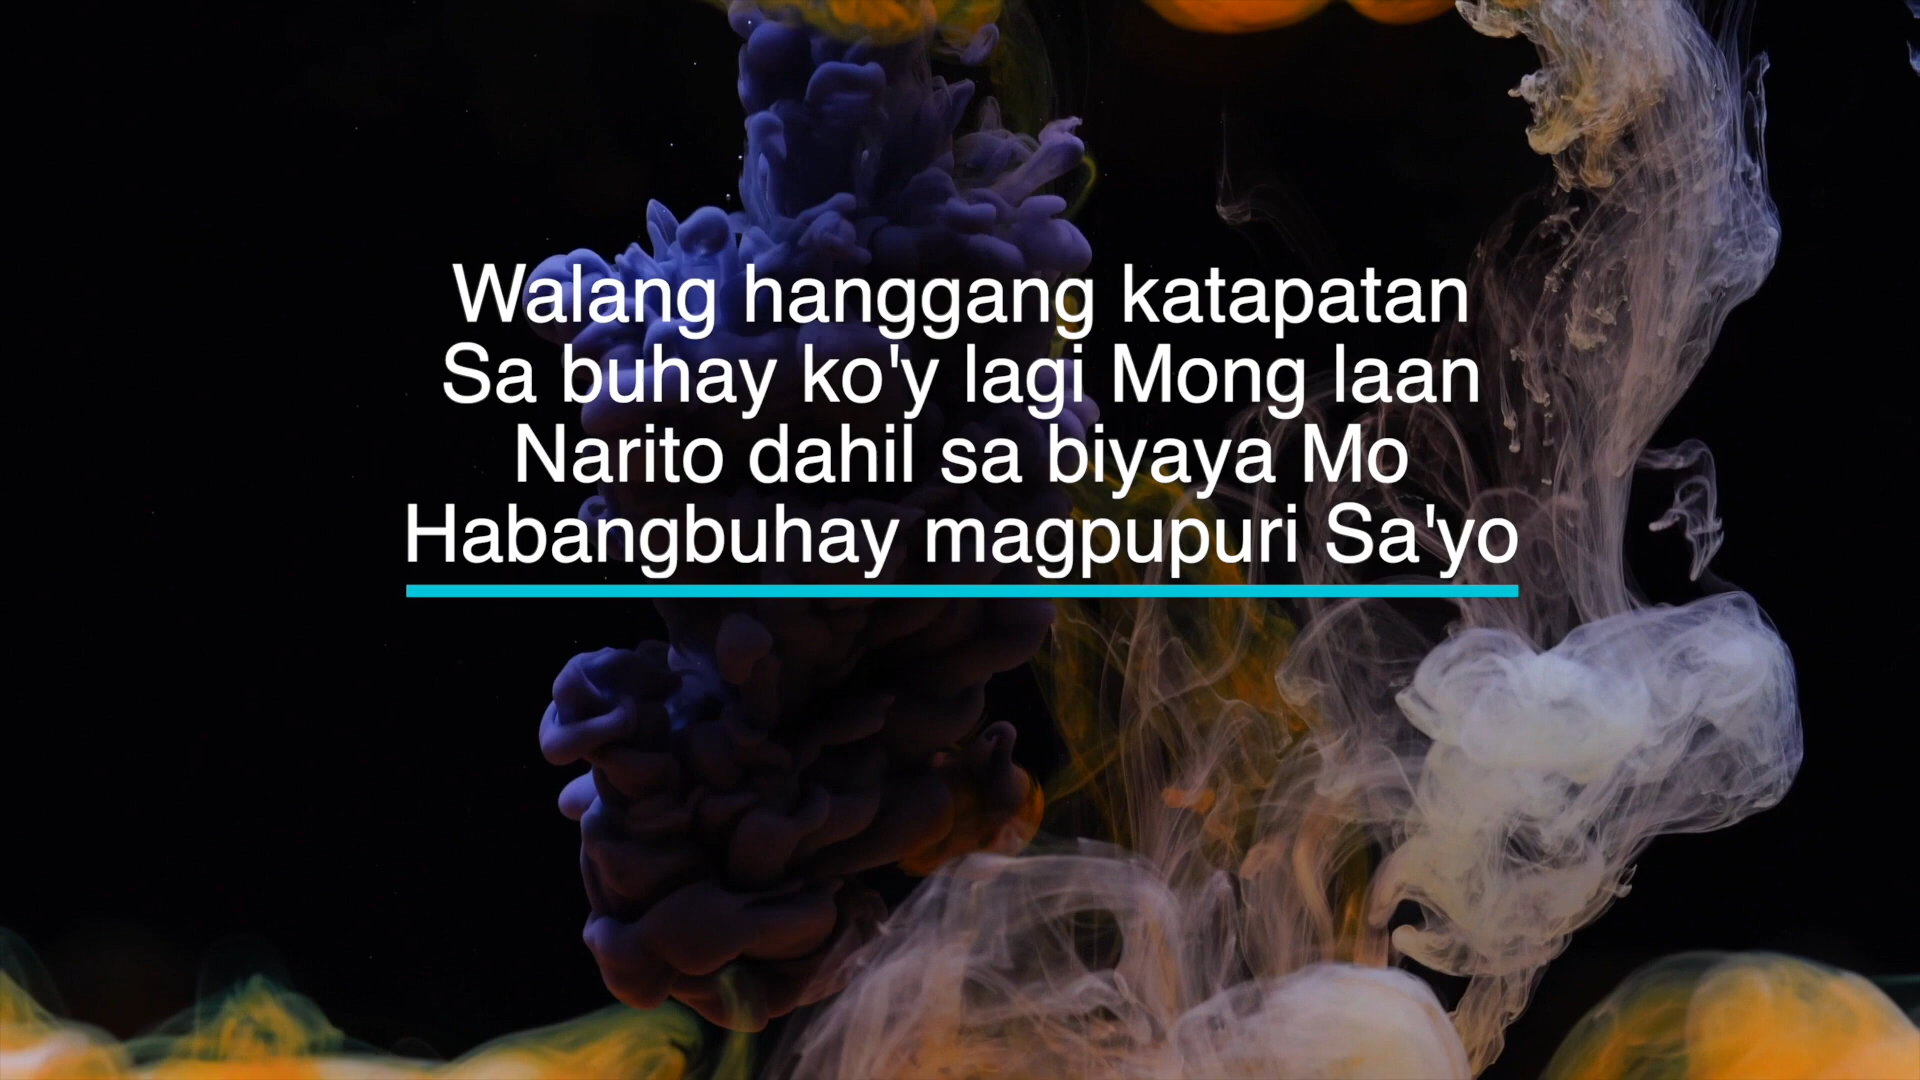 Walang hanggang katapatan
Sa buhay ko'y lagi Mong laan
Narito dahil sa biyaya Mo
Habangbuhay magpupuri Sa'yo